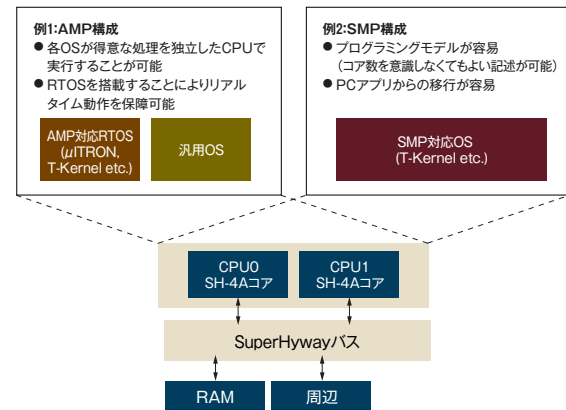 例1:AMP構成
● 各OSが得意な処理を独立したCPUで
実行することが可能
● RTOSを搭載することによりリアル
タイム動作を保障可能
AMP対応RTOS
(μITRON,
T-Kernel etc.)
汎用OS
例2:SMP構成
● プログラミングモデルが容易
(コア数を意識しなくてもよい記述が可能)
● PCアプリからの移行が容易
SMP対応OS
(T-Kernel etc.)
CPU0
SH-4Aコア
CPU1
SH-4Aコア
SuperHywayバス
RAM
周辺